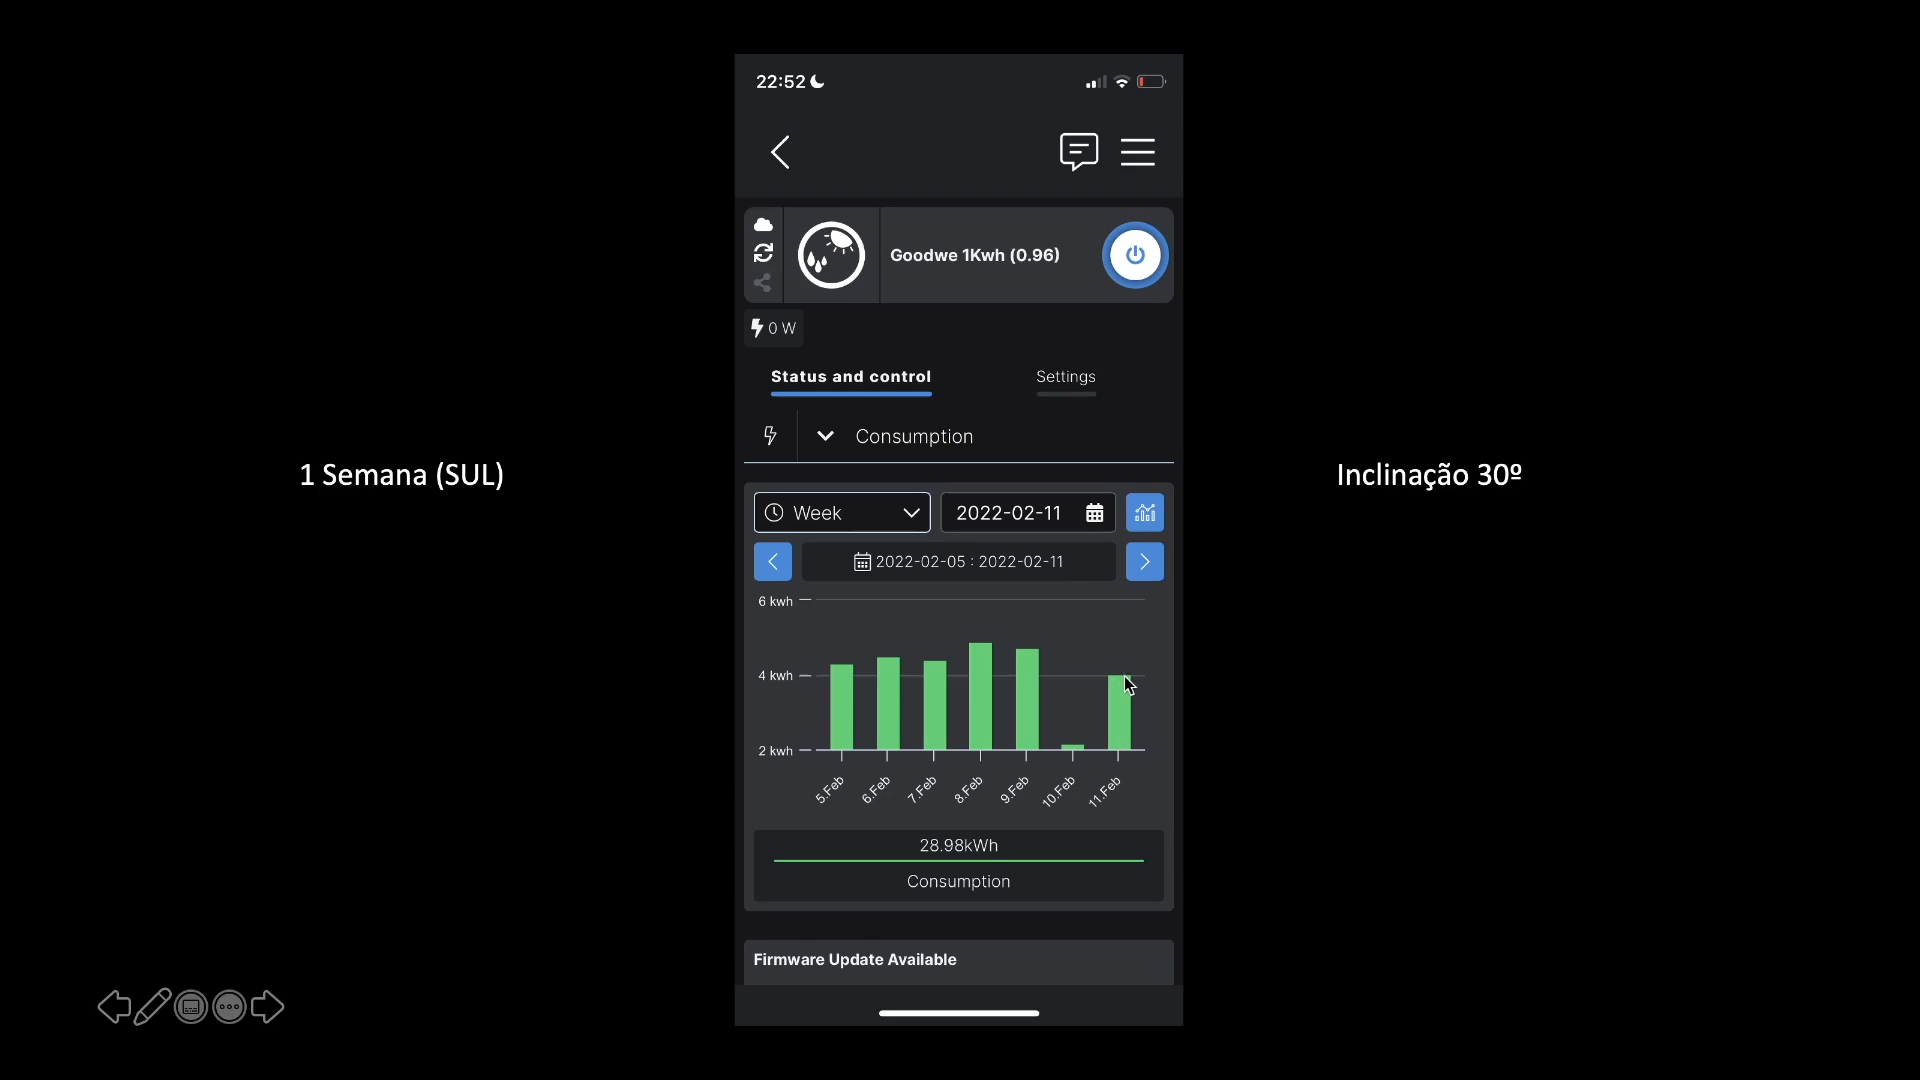 22:52
Goodwe 1Kwh (0.96)
0 W
Status and control
Settings
Consumption
1 Semana (SUL)
Inclinação 30º
Week
2022-02-11
2022-02-05 : 2022-02-11
6 kwh
4 kwh
2 kwh
5.Feb
6.Feb
7.Feb
8.Feb
9.Feb
10.Feb
11.Feb
28.98kWh
Consumption
Firmware Update Available